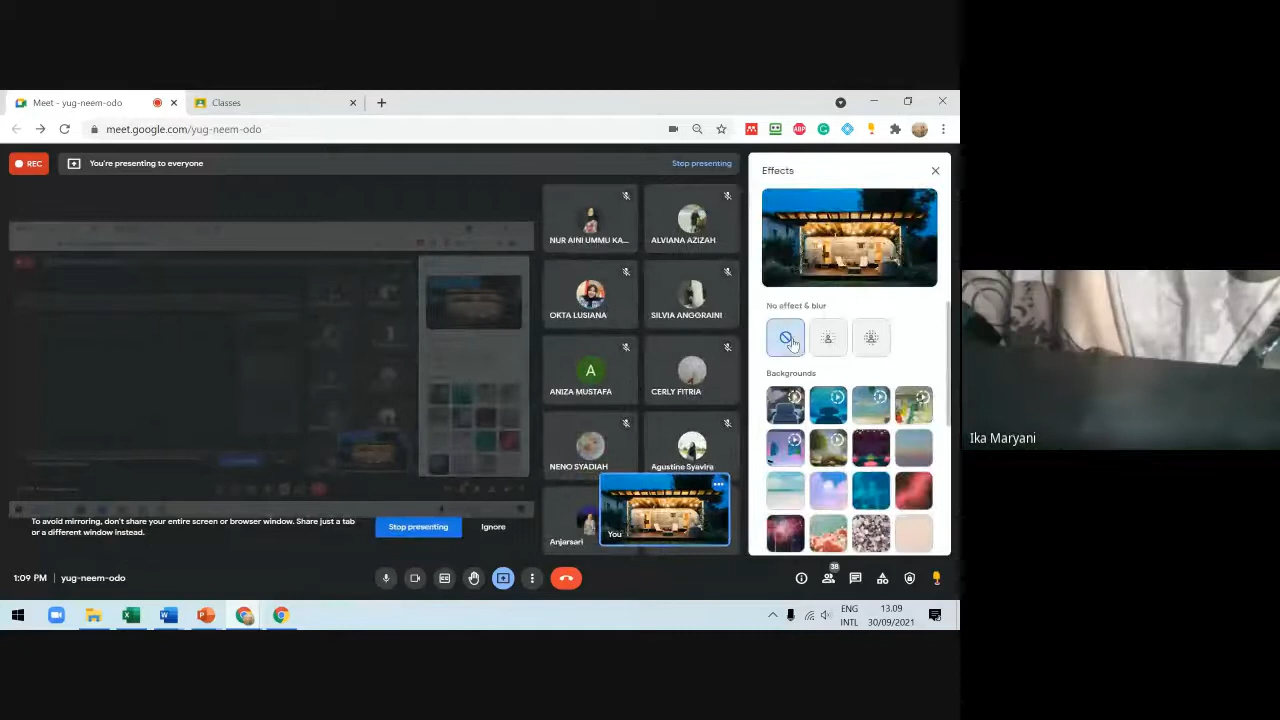 Meet - yug-neem-odo
Classes
meet.google.com/yug-neem-odo
ABP
REC
You're presenting to everyone
Stop presenting
Effects
NUR AINI UMMU KA...
ALVIANA AZIZAH
No effect & blur
OKTA LUSIANA
SILVIA ANGGRAINI
Backgrounds
A
ANIZA MUSTAFA
CERLY FITRIA
Ika Maryani
NENO SYADIAH
Agustine Syavira
To avoid mirroring, don't share your entire screen or browser window. Share just a tab
or a different window instead.
Stop presenting
Ignore
Anjarsari
You
1:09 PM
yug-neem-odo
38
ENG
INTL
13.09
30/09/2021